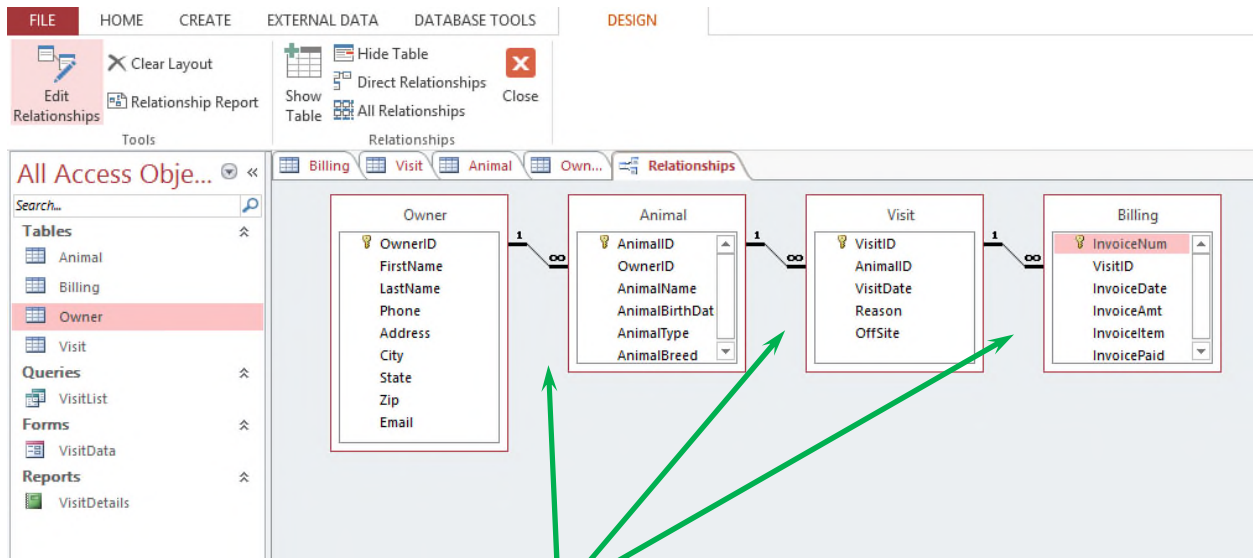 FILE HOME CREATE EXTERNAL DATA DATABASE TOOLS DESIGN
Edit Relationships
Clear Layout
Relationship Report
Tools
Show Table
Hide Table
Direct Relationships
All Relationships
Close
Relationships
All Access Obje... «
Search...
Tables
Animal
Billing
Owner
Visit
Queries
VisitList
Forms
VisitData
Reports
VisitDetails
Billing Visit Animal Own... Relationships
Owner
OwnerID
FirstName
LastName
Phone
Address
City
State
Zip
Email
1 ∞
Animal
AnimalID
OwnerID
AnimalName
AnimalBirthDat
AnimalType
AnimalBreed
1 ∞
Visit
VisitID
AnimalID
VisitDate
Reason
OffSite
1 ∞
Billing
InvoiceNum
VisitID
InvoiceDate
InvoiceAmt
InvoiceItem
InvoicePaid